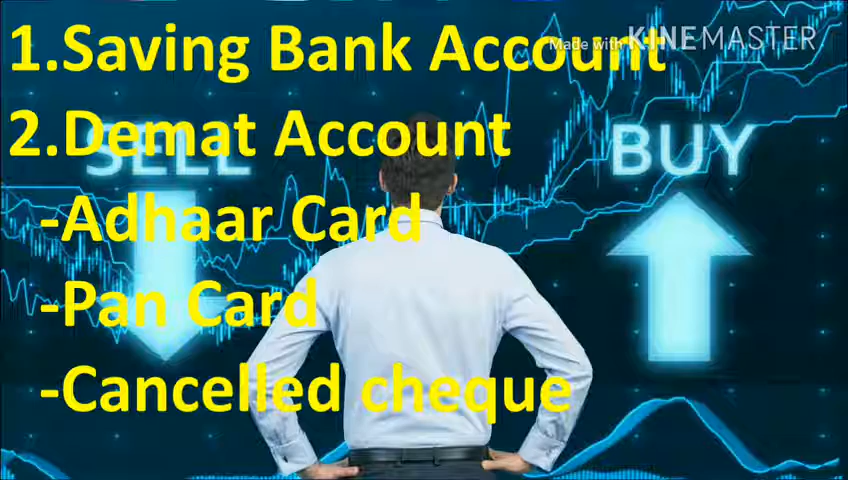 1.Saving Bank Account
Made with KINEMASTER
2.Demat Account
SELL
BUY
-Adhaar Card
-Pan Card
-Cancelled cheque